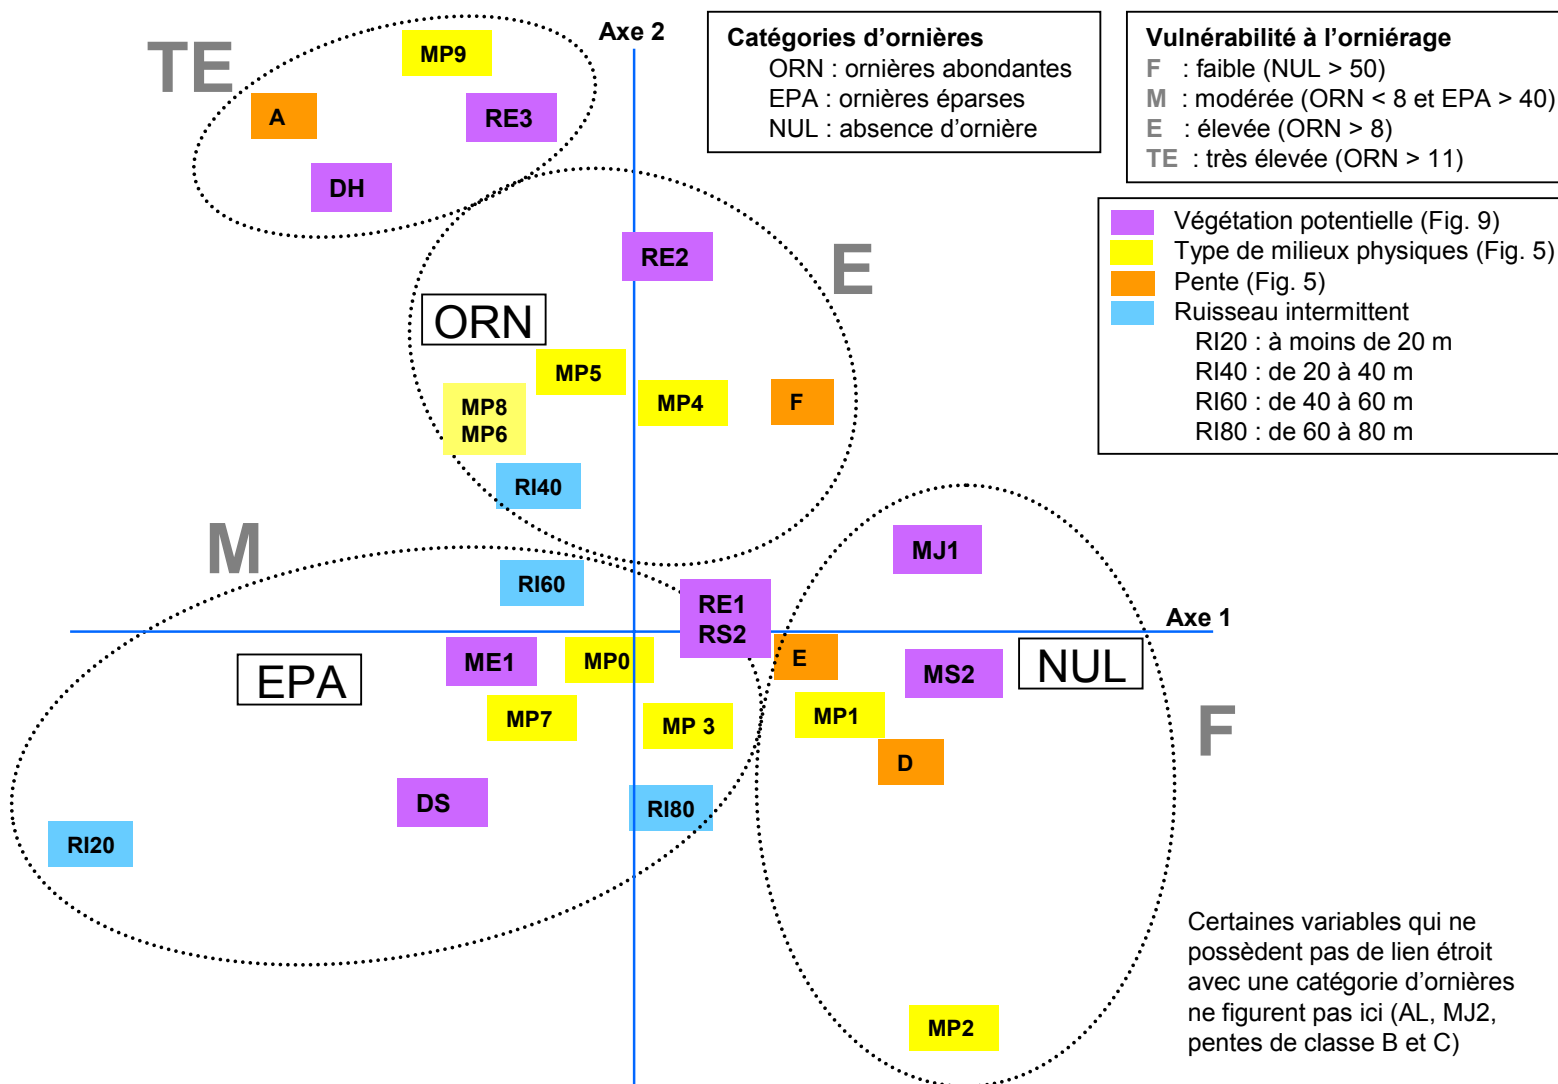 Axe 2
TE
MP9
A
RE3
DH
Catégories d’ornières
ORN : ornières abondantes
EPA : ornières éparses
NUL : absence d’ornière
Vulnérabilité à l’orniérage
F : faible (NUL > 50)
M : modérée (ORN < 8 et EPA > 40)
E : élevée (ORN > 8)
TE : très élevée (ORN > 11)
Végétation potentielle (Fig. 9)
Type de milieux physiques (Fig. 5)
Pente (Fig. 5)
Ruisseau intermittent
RI20 : à moins de 20 m
RI40 : de 20 à 40 m
RI60 : de 40 à 60 m
RI80 : de 60 à 80 m
RE2
E
ORN
MP5
MP8
MP6
MP4
F
RI40
M
RI60
MJ1
RE1
RS2
Axe 1
EPA
ME1
MP0
E
MS2
NUL
MP7
MP 3
MP1
F
D
DS
RI80
RI20
MP2
Certaines variables qui ne
possèdent pas de lien étroit
avec une catégorie d’ornières
ne figurent pas ici (AL, MJ2,
pentes de classe B et C)